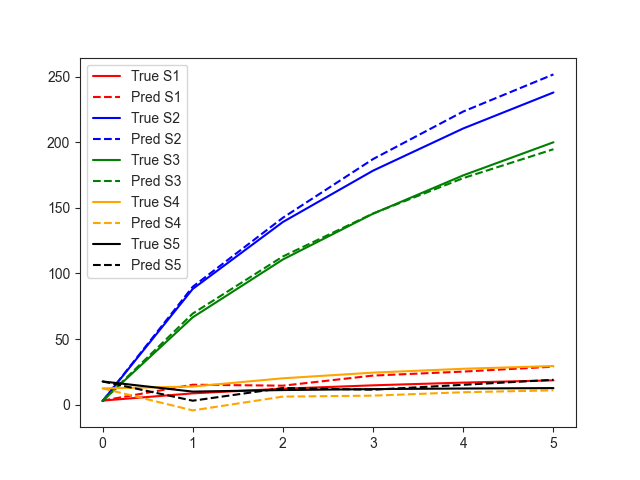 250
200
150
100
50
0
0 1 2 3 4 5
True S1
Pred S1
True S2
Pred S2
True S3
Pred S3
True S4
Pred S4
True S5
Pred S5